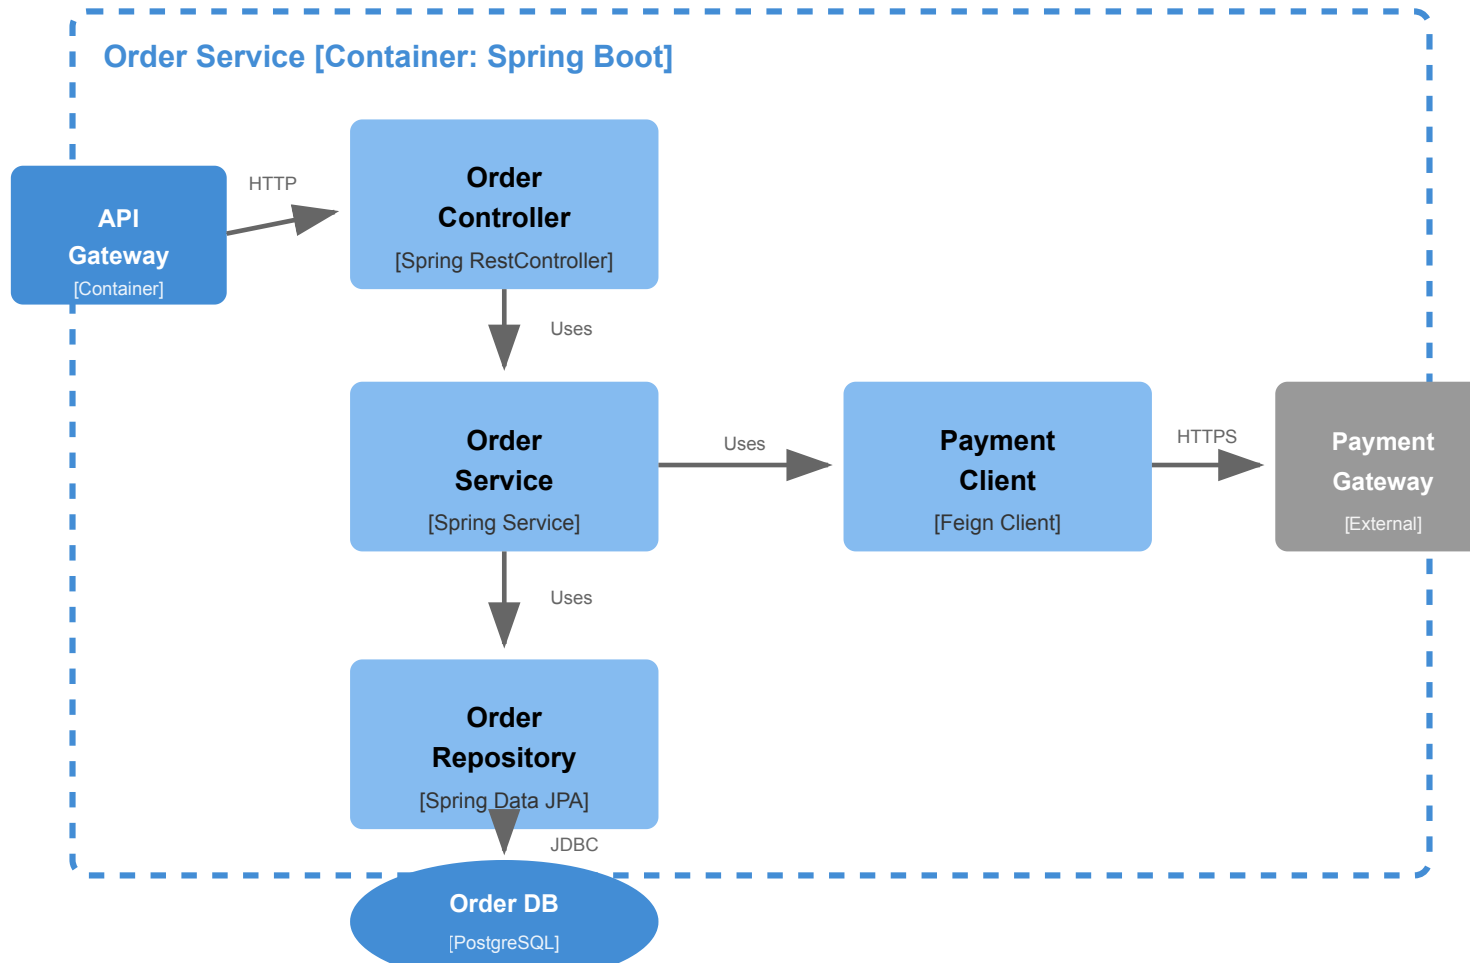 Order Service [Container: Spring Boot]
API
Gateway
[Container]
HTTP
Order
Controller
[Spring RestController]
Uses
Order
Service
[Spring Service]
Uses
Payment
Client
[Feign Client]
HTTPS
Payment
Gateway
[External]
Uses
Order
Repository
[Spring Data JPA]
JDBC
Order DB
[PostgreSQL]